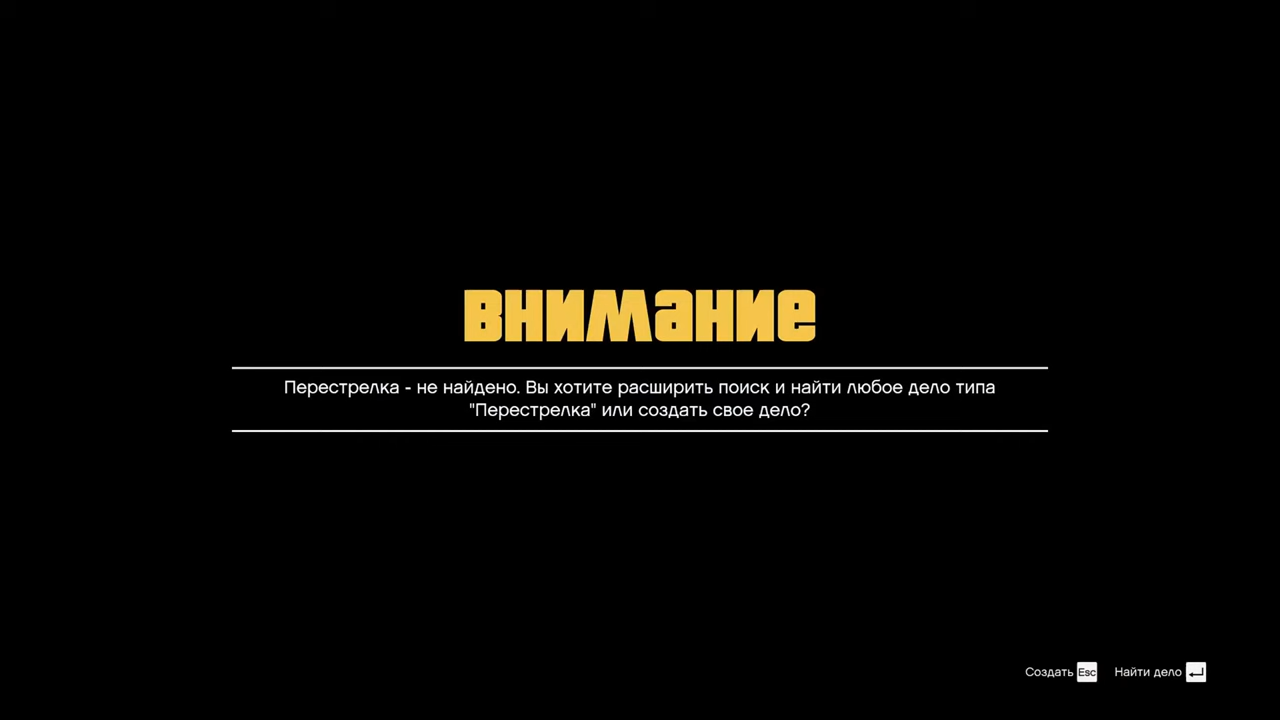 внимание
Перестрелка - не найдено. Вы хотите расширить поиск и найти любое дело типа
"Перестрелка" или создать свое дело?
Создать Esc Найти дело